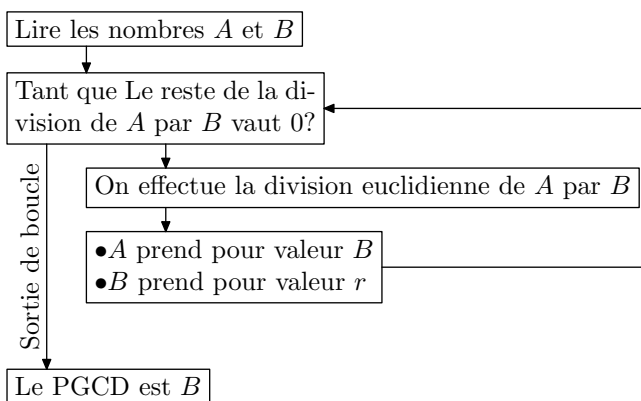 Lire les nombres A et B
Tant que Le reste de la di-
vision de A par B vaut 0?
Sortie de boucle
On effectue la division euclidienne de A par B
●A prend pour valeur B
●B prend pour valeur r
Le PGCD est B